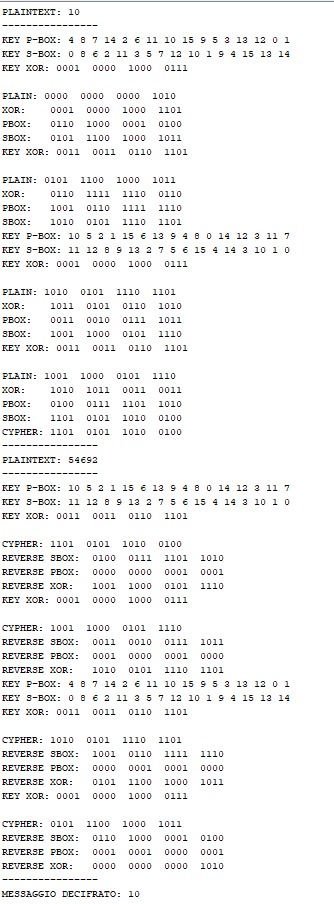 PLAINTEXT: 10
----------------
KEY P-BOX: 4 8 7 14 2 6 11 10 15 9 5 3 13 12 0 1
KEY S-BOX: 0 8 6 2 11 3 5 7 12 10 1 9 4 15 13 14
KEY XOR: 0001 0000 1000 0111
PLAIN: 0000 0000 0000 1010
XOR: 0001 0000 1000 1101
PBOX: 0110 1000 0001 0100
SBOX: 0101 1100 1000 1011
KEY XOR: 0011 0011 0110 1101
PLAIN: 0101 1100 1000 1011
XOR: 0110 1111 1110 0110
PBOX: 1001 0110 1111 1110
SBOX: 1010 0101 1110 1101
KEY P-BOX: 10 5 2 1 15 6 13 9 4 8 0 14 12 3 11 7
KEY S-BOX: 11 12 8 9 13 2 7 5 6 15 4 14 3 10 1 0
KEY XOR: 0001 0000 1000 0111
PLAIN: 1010 0101 1110 1101
XOR: 1011 0101 0110 1010
PBOX: 0011 0010 0111 1011
SBOX: 1001 1000 0101 1110
KEY XOR: 0011 0011 0110 1101
PLAIN: 1001 1000 0101 1110
XOR: 1010 1011 0011 0011
PBOX: 0100 0111 1101 1010
SBOX: 1101 0101 1010 0100
CYPHER: 1101 0101 1010 0100
----------------
PLAINTEXT: 54692
----------------
KEY P-BOX: 10 5 2 1 15 6 13 9 4 8 0 14 12 3 11 7
KEY S-BOX: 11 12 8 9 13 2 7 5 6 15 4 14 3 10 1 0
KEY XOR: 0011 0011 0110 1101
CYPHER: 1101 0101 1010 0100
REVERSE SBOX: 0100 0111 1101 1010
REVERSE PBOX: 0000 0000 0001 0001
REVERSE XOR: 1001 1000 0101 1110
KEY XOR: 0001 0000 1000 0111
CYPHER: 1001 1000 0101 1110
REVERSE SBOX: 0011 0010 0111 1011
REVERSE PBOX: 0001 0000 0001 0000
REVERSE XOR: 1010 0101 1110 1101
KEY P-BOX: 4 8 7 14 2 6 11 10 15 9 5 3 13 12 0 1
KEY S-BOX: 0 8 6 2 11 3 5 7 12 10 1 9 4 15 13 14
KEY XOR: 0011 0011 0110 1101
CYPHER: 1010 0101 1110 1101
REVERSE SBOX: 1001 0110 1111 1110
REVERSE PBOX: 0000 0001 0001 0000
REVERSE XOR: 0101 1100 1000 1011
KEY XOR: 0001 0000 1000 0111
CYPHER: 0101 1100 1000 1011
REVERSE SBOX: 0110 1000 0001 0100
REVERSE PBOX: 0001 0001 0000 0001
REVERSE XOR: 0000 0000 0000 1010
----------------
MESSAGGIO DECIFRATO: 10